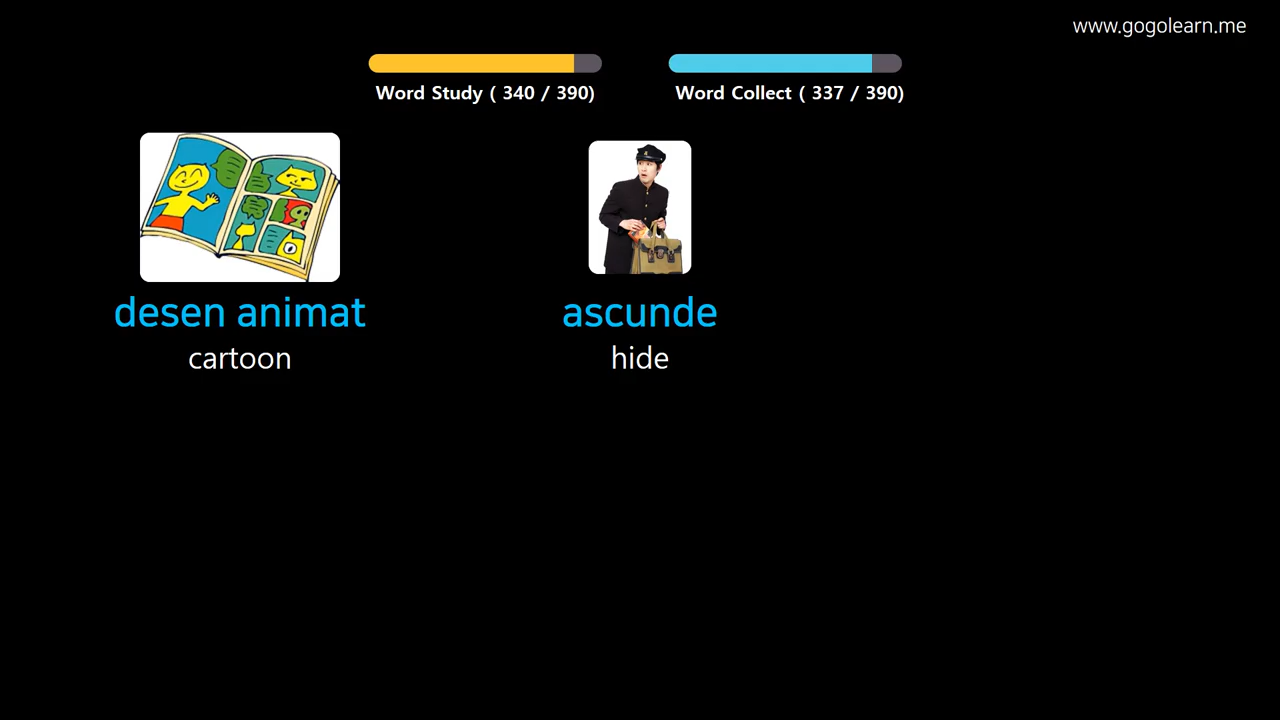 www.gogolearn.me
Word Study ( 340 / 390)
Word Collect ( 337 / 390)
desen animat
cartoon
ascunde
hide